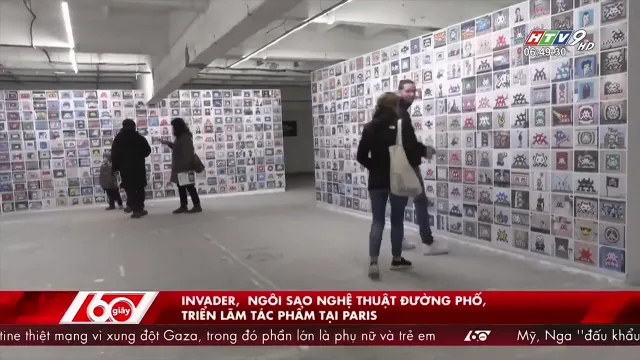 HTV9 HD
06:49:30
60 giây
INVADER, NGÔI SAO NGHỆ THUẬT ĐƯỜNG PHỐ,
TRIỂN LÃM TÁC PHẨM TẠI PARIS
tine thiệt mạng vì xung đột Gaza, trong đó phần lớn là phụ nữ và trẻ em 60 Mỹ, Nga "đấu khẩu